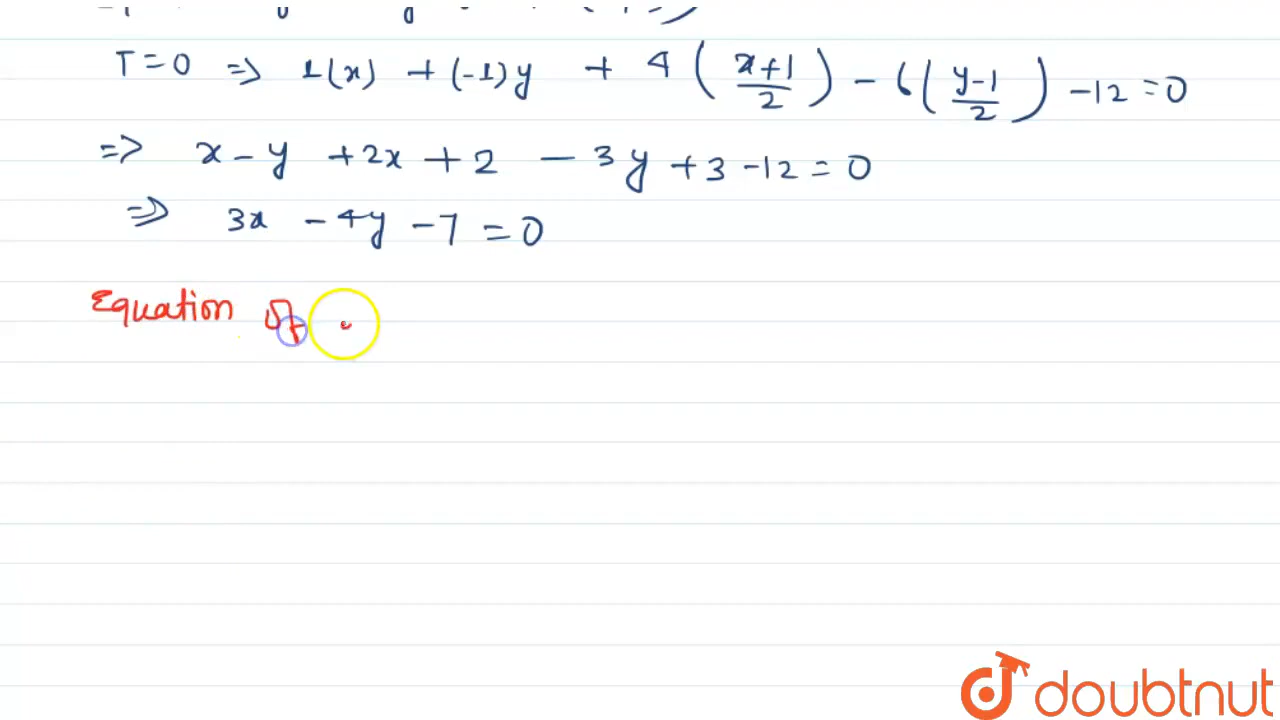 T=0 => 1(x) + (-1)y + 4(x+1/2) - 6(y-1/2) -12=0
=> x-y +2x+2 -3y+3-12=0
=> 3x -4y-7=0
Equation of
doubtnut